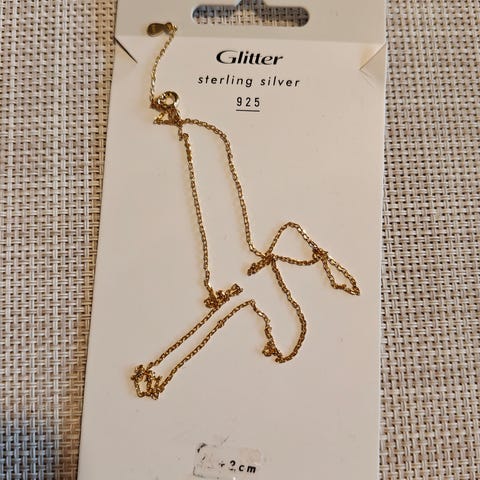 Glitter
sterling silver
925
+2cm